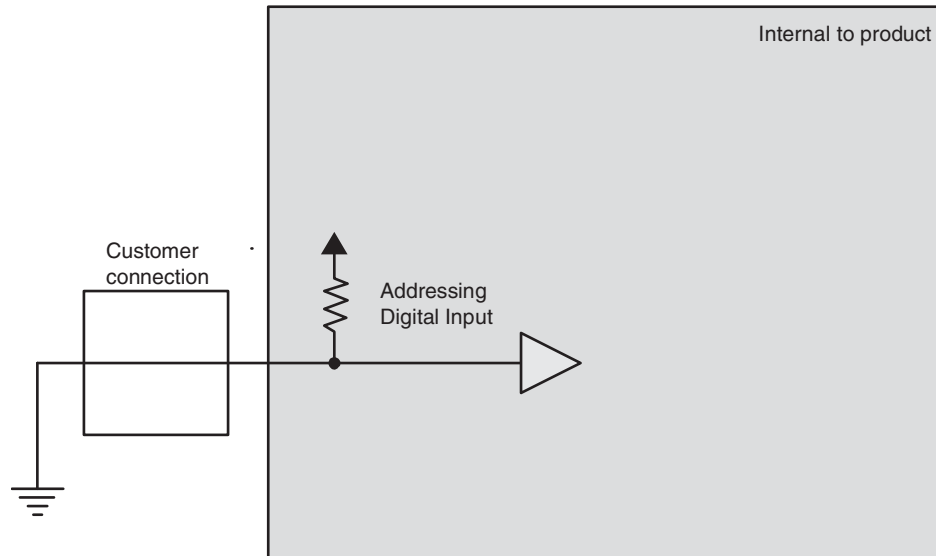 Internal to product
Customer
connection
Addressing
Digital Input